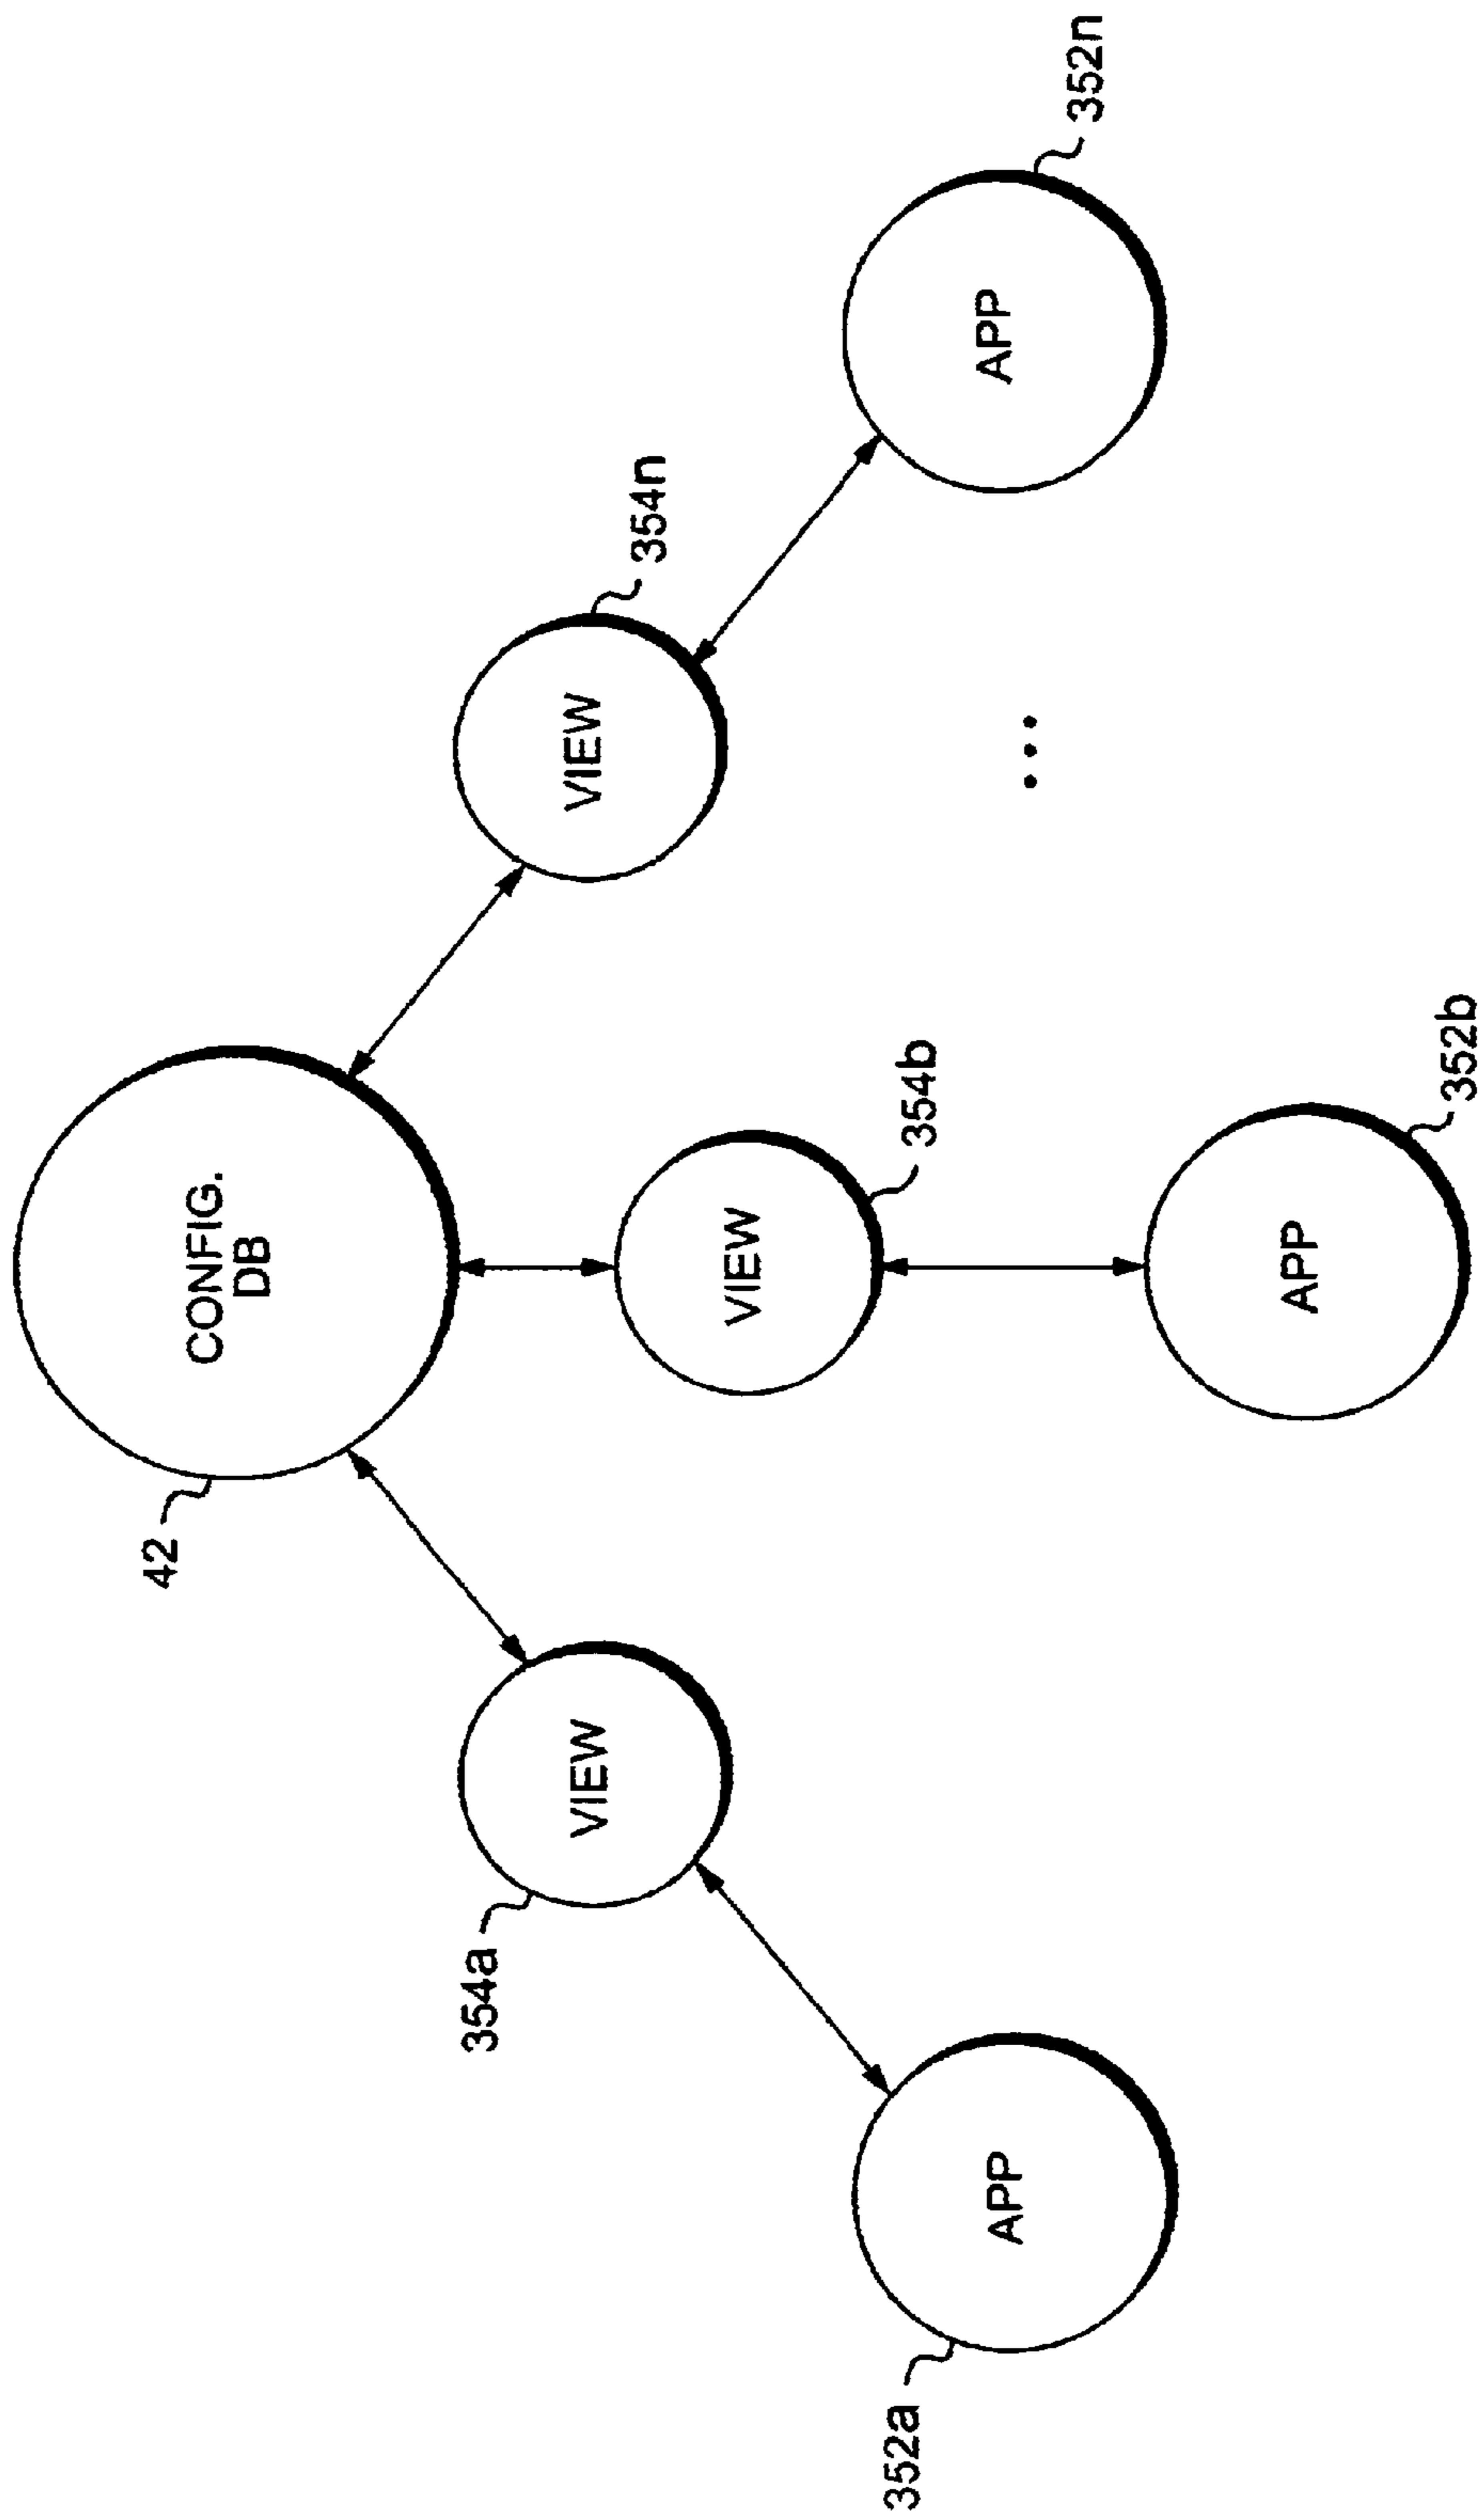 CONFIG.
DB
42
VIEW
354a
VIEW
354b
VIEW
354n
APP
352a
APP
352b
APP
352n
...